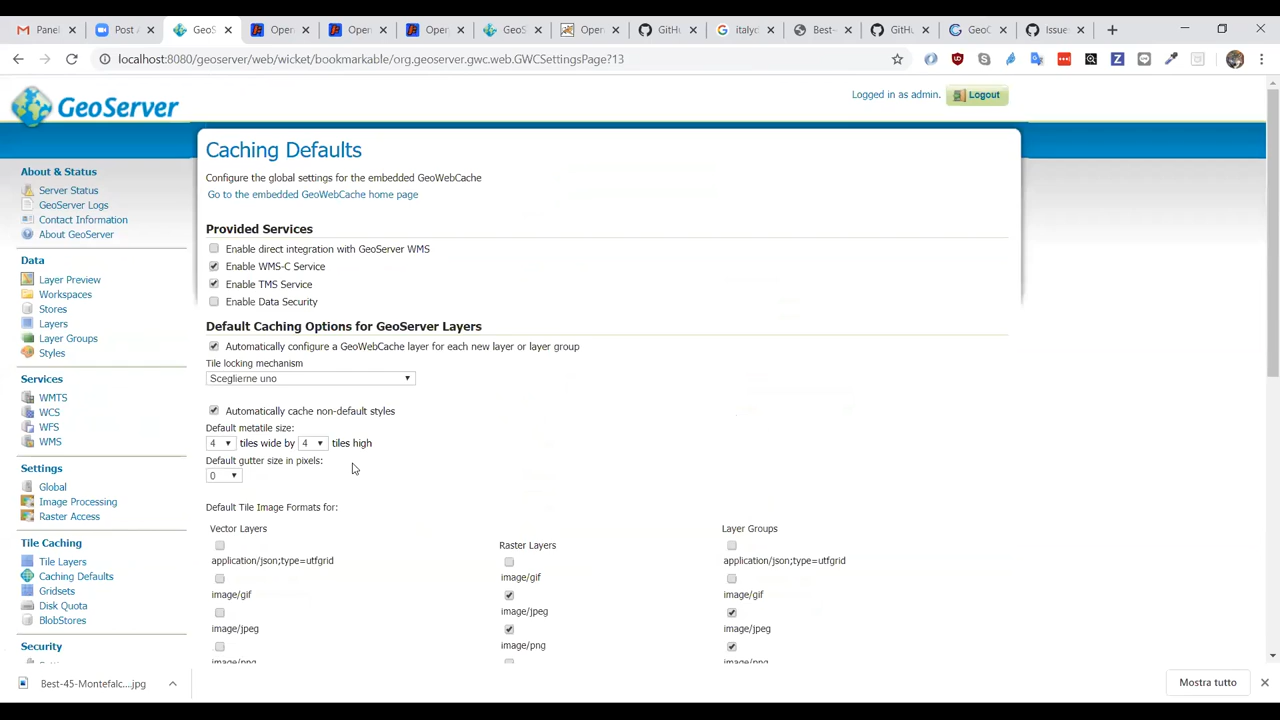 Panel
Post A
GeoS
Open
Open
Open
GeoS
Open
GitHu
italyc
Best-
GitHu
GeoC
Issue
localhost:8080/geoserver/web/wicket/bookmarkable/org.geoserver.gwc.web.GWCSettingsPage?13
GeoServer
Logged in as admin.
Logout
About & Status
Server Status
GeoServer Logs
Contact Information
About GeoServer
Data
Layer Preview
Workspaces
Stores
Layers
Layer Groups
Styles
Services
WMTS
WCS
WFS
WMS
Settings
Global
Image Processing
Raster Access
Tile Caching
Tile Layers
Caching Defaults
Gridsets
Disk Quota
BlobStores
Security
Caching Defaults
Configure the global settings for the embedded GeoWebCache
Go to the embedded GeoWebCache home page
Provided Services
Enable direct integration with GeoServer WMS
Enable WMS-C Service
Enable TMS Service
Enable Data Security
Default Caching Options for GeoServer Layers
Automatically configure a GeoWebCache layer for each new layer or layer group
Tile locking mechanism
Sceglierne uno
Automatically cache non-default styles
Default metatile size:
4 tiles wide by 4 tiles high
Default gutter size in pixels:
0
Default Tile Image Formats for:
Vector Layers
application/json;type=utfgrid
image/gif
image/jpeg
image/png
Raster Layers
image/gif
image/jpeg
image/png
Layer Groups
application/json;type=utfgrid
image/gif
image/jpeg
image/png
Best-45-Montefalc....jpg
Mostra tutto